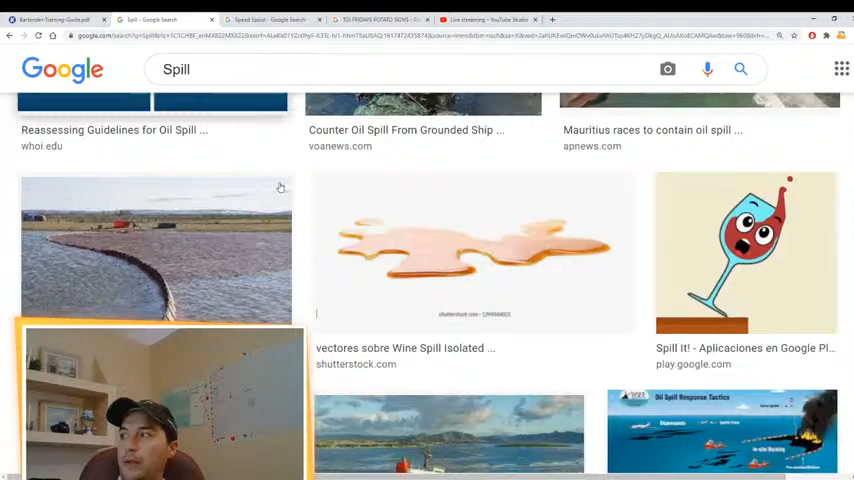 Bartender-Training-Guide.pdf
Spill - Google Search
Speed Spout - Google Search
TGI FRIDAYS POTATO SKINS - Go
Live streaming - YouTube Studio
Google
Spill
Reassessing Guidelines for Oil Spill ...
whoi.edu
Counter Oil Spill From Grounded Ship ...
voanews.com
Mauritius races to contain oil spill ...
apnews.com
shutterstock.com
vectores sobre Wine Spill Isolated ...
shutterstock.com
Spill It! - Aplicaciones en Google Pl...
play.google.com
Oil Spill Response Tactics